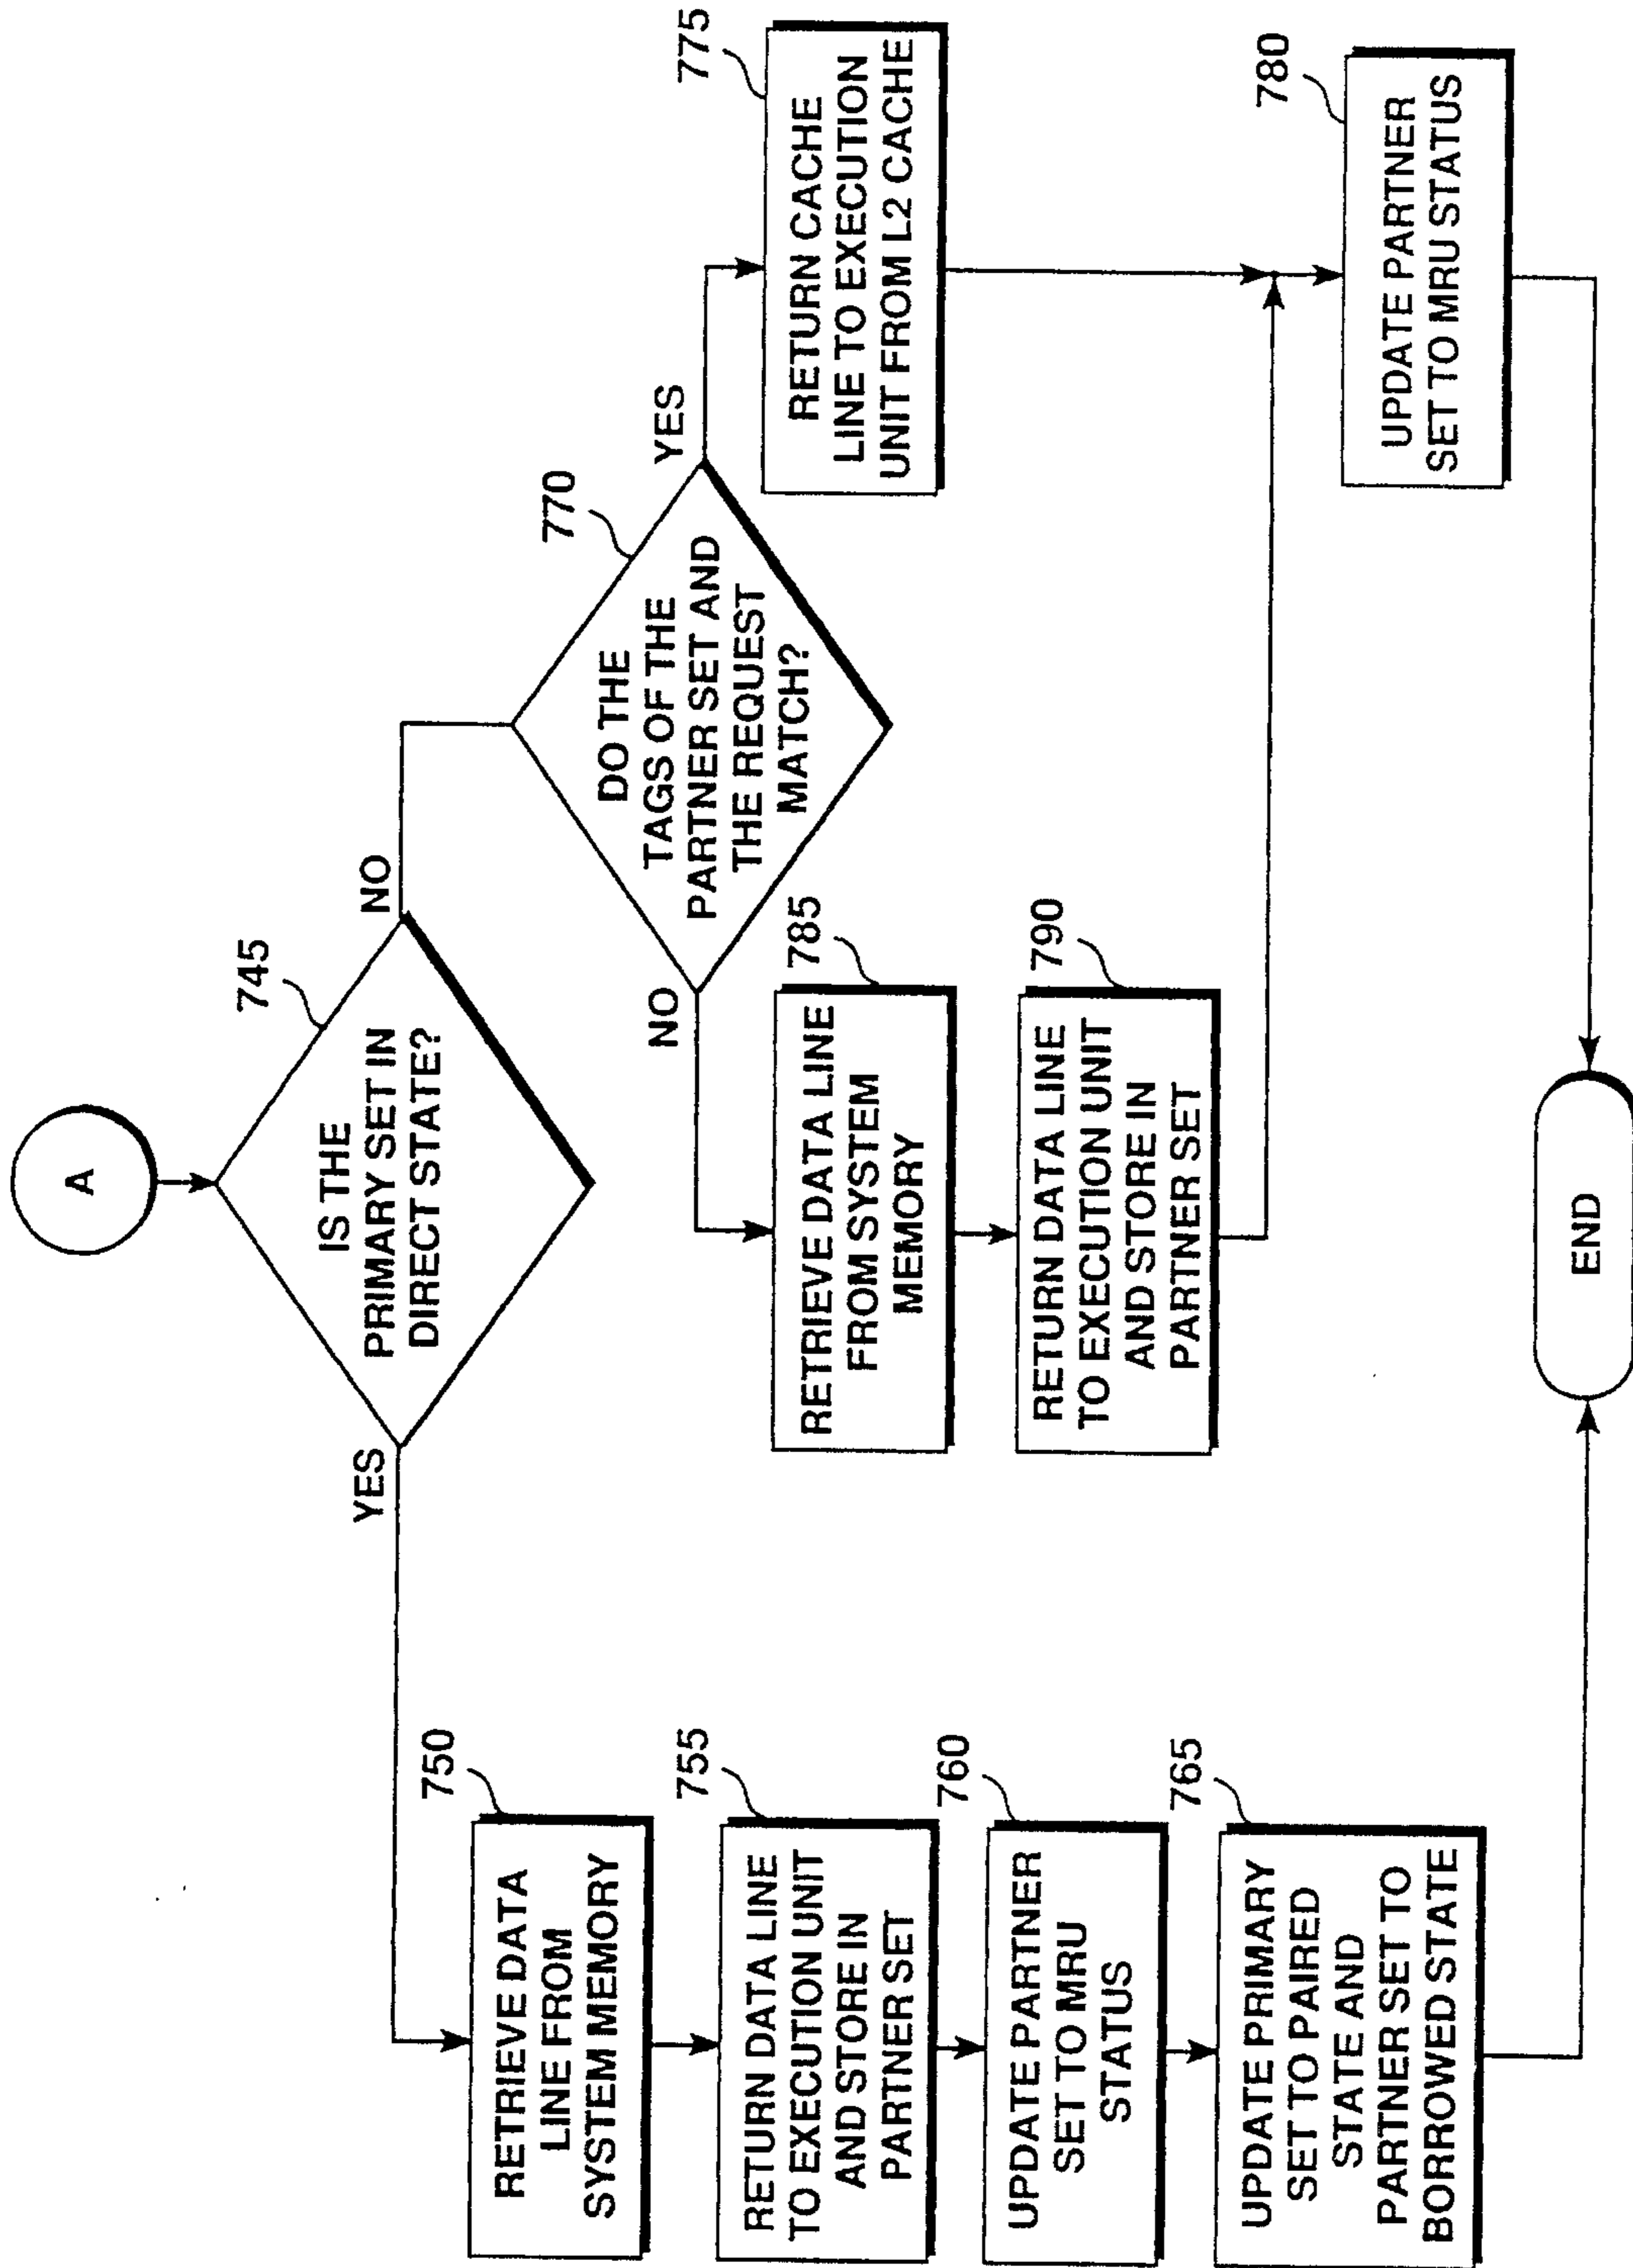 A
745
IS THE
PRIMARY SET IN
DIRECT STATE?
YES
NO
750
RETRIEVE DATA
LINE FROM
SYSTEM MEMORY
755
RETURN DATA LINE
TO EXECUTION UNIT
AND STORE IN
PARTNER SET
760
UPDATE PARTNER
SET TO MRU
STATUS
765
UPDATE PRIMARY
SET TO PAIRED
STATE AND
PARTNER SET TO
BORROWED STATE
770
DO THE
TAGS OF THE
PARTNER SET AND
THE REQUEST
MATCH?
NO
YES
785
RETRIEVE DATA LINE
FROM SYSTEM
MEMORY
790
RETURN DATA LINE
TO EXECUTION UNIT
AND STORE IN
PARTNER SET
775
RETURN CACHE
LINE TO EXECUTION
UNIT FROM L2 CACHE
780
UPDATE PARTNER
SET TO MRU STATUS
END